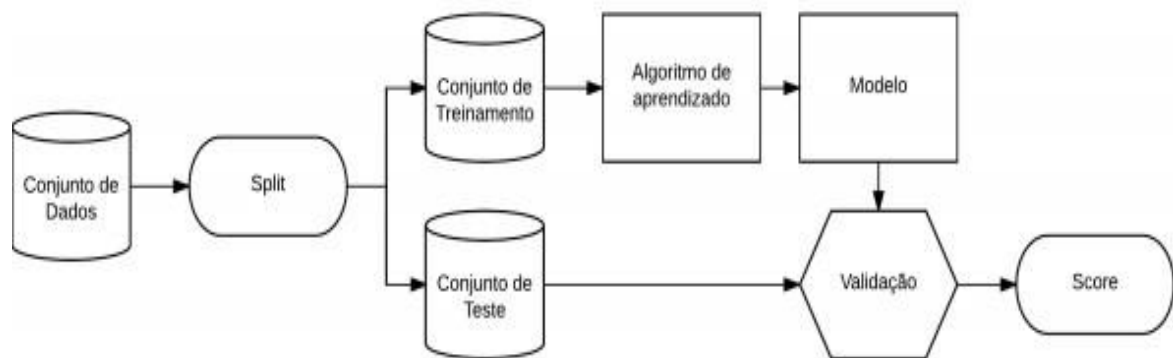 Conjunto de
Dados
Split
Conjunto de
Treinamento
Algoritmo de
aprendizado
Modelo
Conjunto de
Teste
Validação
Score